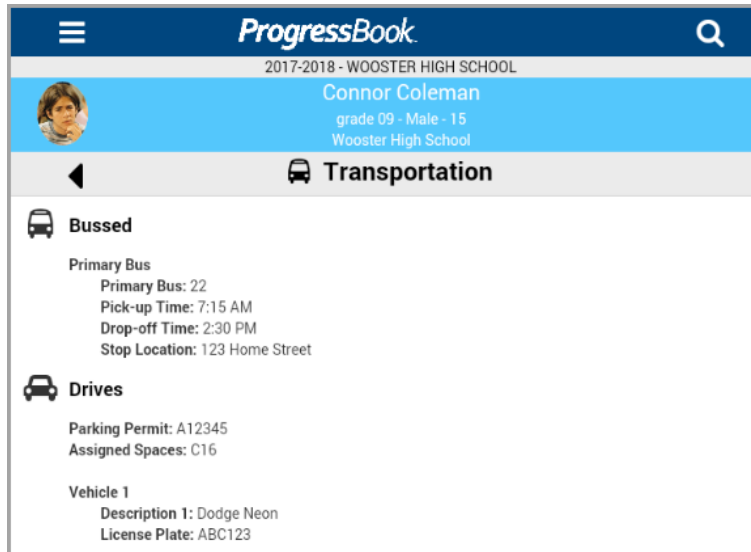 ProgressBook
2017-2018 - WOOSTER HIGH SCHOOL
Connor Coleman
grade 09 - Male - 15
Wooster High School
Transportation
Bussed
Primary Bus
Primary Bus: 22
Pick-up Time: 7:15 AM
Drop-off Time: 2:30 PM
Stop Location: 123 Home Street
Drives
Parking Permit: A12345
Assigned Spaces: C16
Vehicle 1
Description 1: Dodge Neon
License Plate: ABC123